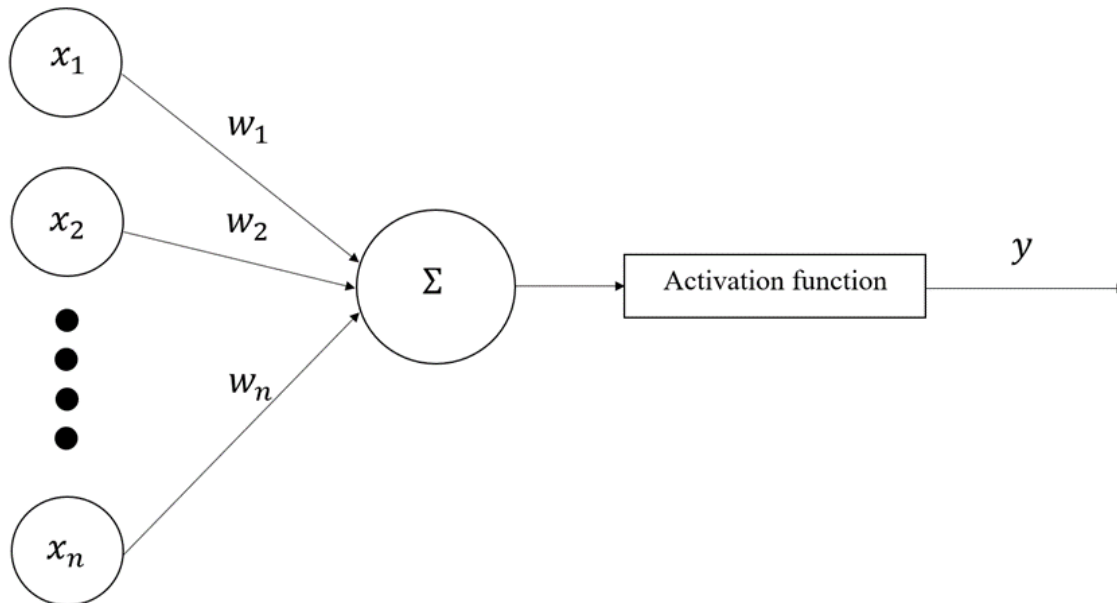 x₁
w₁
x₂
w₂
Σ
Activation function
y
wₙ
xₙ